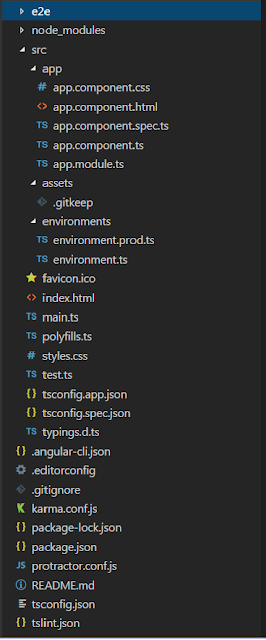 e2e
node_modules
src
app
app.component.css
app.component.html
app.component.spec.ts
app.component.ts
app.module.ts
assets
.gitkeep
environments
environment.prod.ts
environment.ts
favicon.ico
index.html
main.ts
polyfills.ts
styles.css
test.ts
tsconfig.app.json
tsconfig.spec.json
typings.d.ts
.angular-cli.json
.editorconfig
.gitignore
karma.conf.js
package-lock.json
package.json
protractor.conf.js
README.md
tsconfig.json
tslint.json